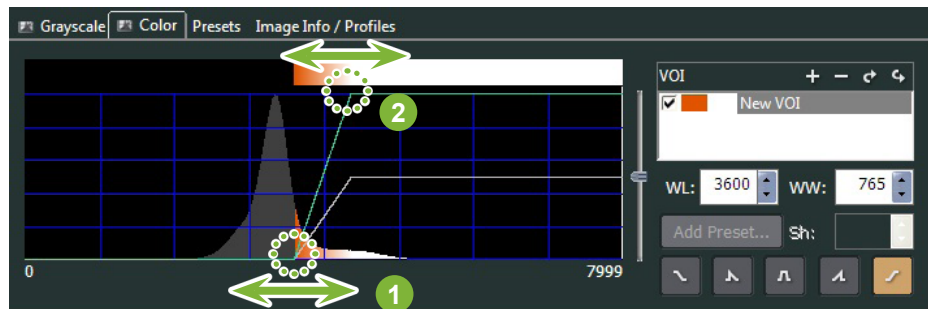 Grayscale Color Presets Image Info / Profiles
2
VOI
New VOI
WL: 3600 WW: 765
Add Preset... Sh:
0 7999
1